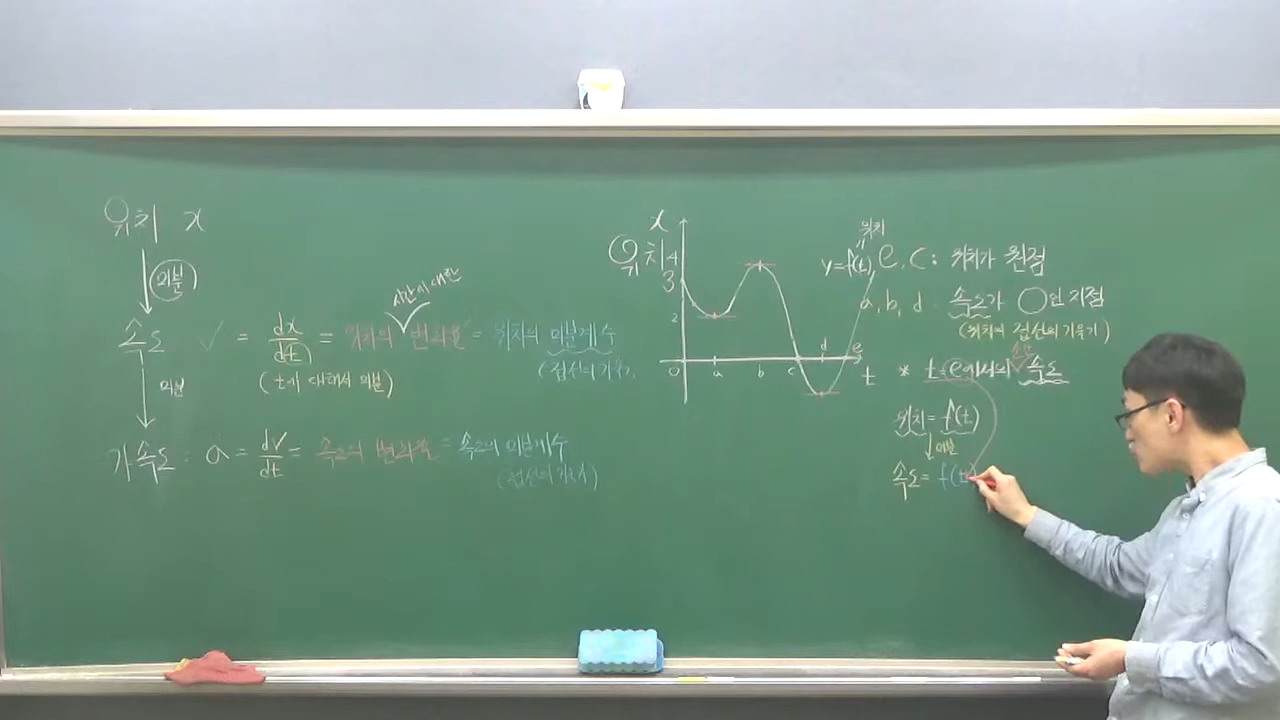 위치 x
미분
속도 = dx/dt = 위치의 변화율 = 위치의 미분계수
시간에 대한
(t에 대해서 미분)
(접선의 기울기)
미분
가속도 : a = dv/dt = 속도의 변화율 = 속도의 미분계수
(접선의 기울기)
x
위치
4
3
2
0 a b c d e t
위치
y=f(t)
e, c : 위치가 원점
a, b, d 속도가 0인 지점
(위치의 접선의 기울기)
* t=e에서의 속도
위치 = f(t)
미분
속도 = f(t